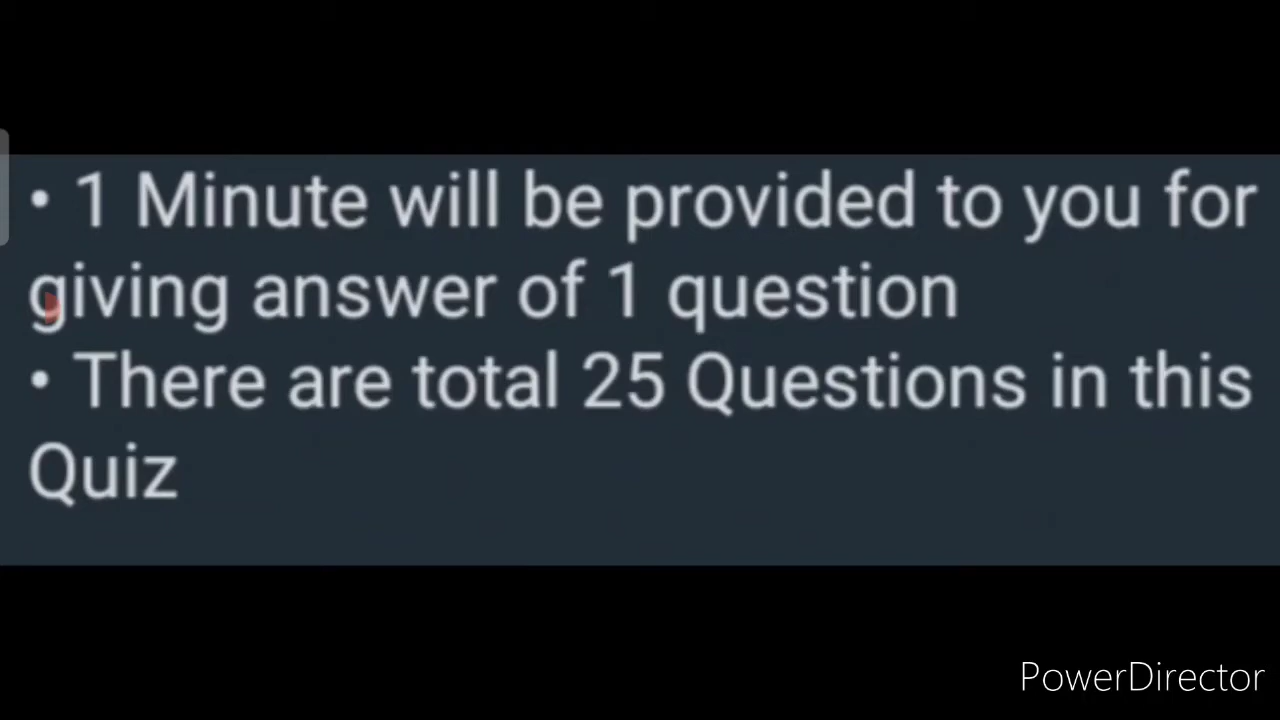 • 1 Minute will be provided to you for
giving answer of 1 question
• There are total 25 Questions in this
Quiz
PowerDirector